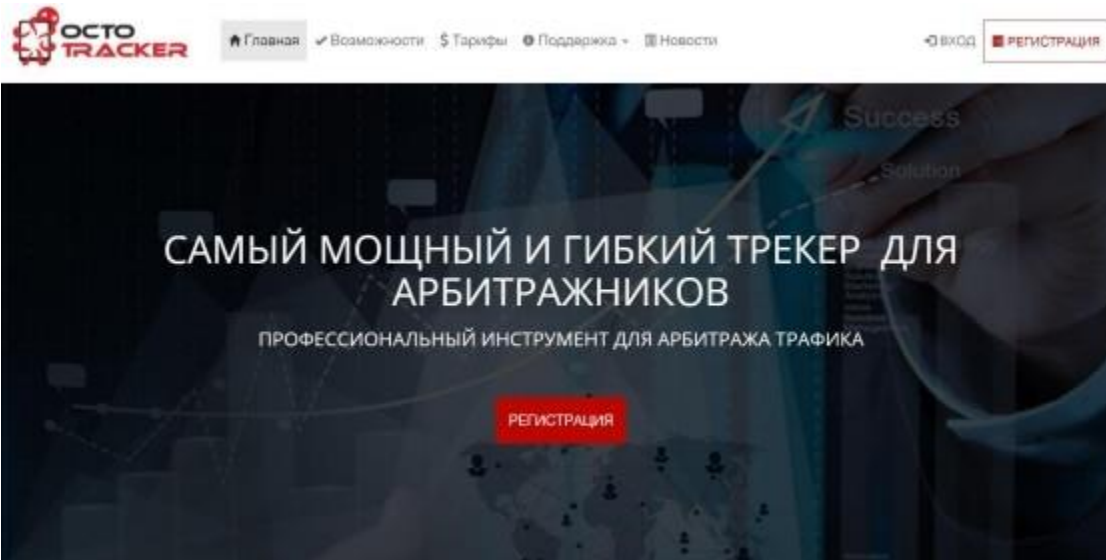 OCTO
TRACKER
Главная Возможности $ Тарифы Поддержка Новости
ВХОД РЕГИСТРАЦИЯ
Success
Solution
САМЫЙ МОЩНЫЙ И ГИБКИЙ ТРЕКЕР ДЛЯ
АРБИТРАЖНИКОВ
ПРОФЕССИОНАЛЬНЫЙ ИНСТРУМЕНТ ДЛЯ АРБИТРАЖА ТРАФИКА
РЕГИСТРАЦИЯ